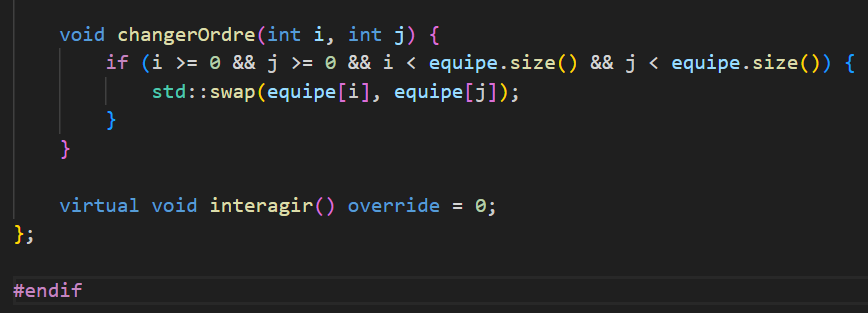 void changerOrdre(int i, int j) {
if (i >= 0 && j >= 0 && i < equipe.size() && j < equipe.size()) {
std::swap(equipe[i], equipe[j]);
}
}
virtual void interagir() override = 0;
};
#endif